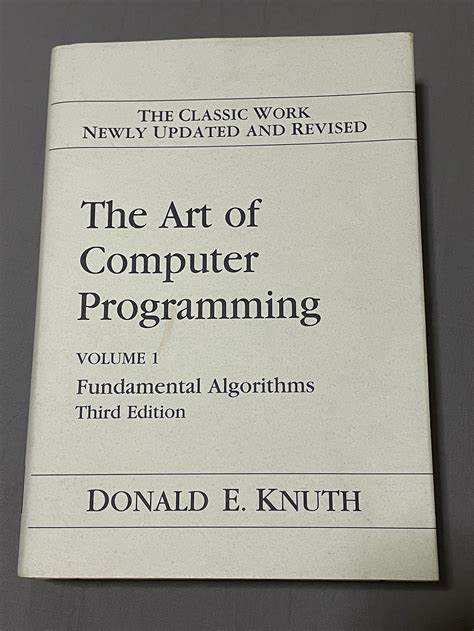 THE CLASSIC WORK
NEWLY UPDATED AND REVISED
The Art of
Computer
Programming
VOLUME 1
Fundamental Algorithms
Third Edition
DONALD E. KNUTH